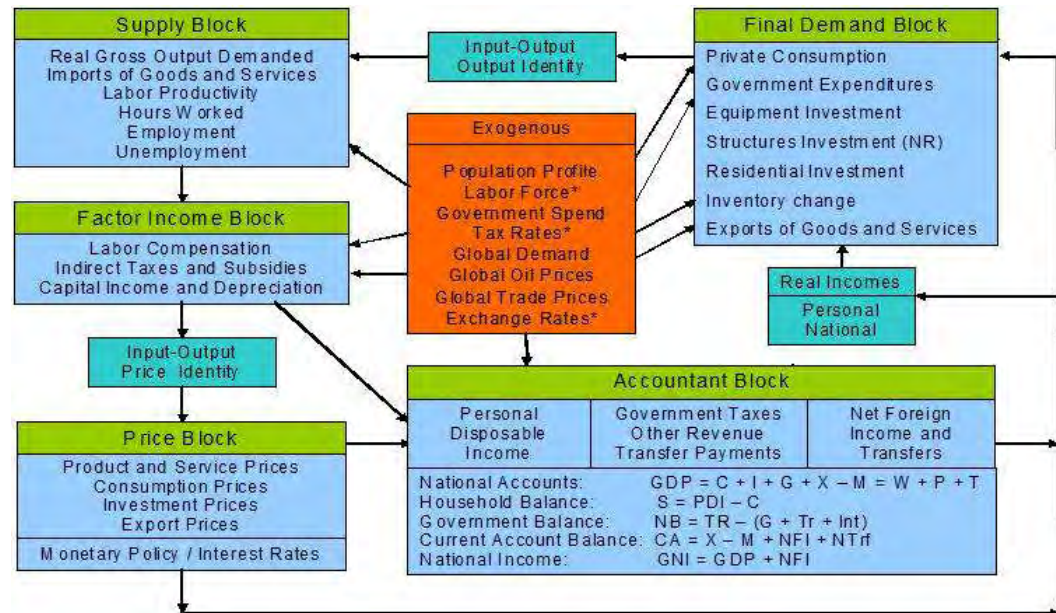 Supply Block
Real Gross Output Demanded
Imports of Goods and Services
Labor Productivity
Hours Worked
Employment
Unemployment
Input-Output
Output Identity
Final Demand Block
Private Consumption
Government Expenditures
Equipment Investment
Structures Investment (NR)
Residential Investment
Inventory change
Exports of Goods and Services
Exogenous
Population Profile
Labor Force*
Government Spend
Tax Rates*
Global Demand
Global Oil Prices
Global Trade Prices
Exchange Rates*
Factor Income Block
Labor Compensation
Indirect Taxes and Subsidies
Capital Income and Depreciation
Real Incomes
Personal
National
Input-Output
Price Identity
Price Block
Product and Service Prices
Consumption Prices
Investment Prices
Export Prices
Monetary Policy / Interest Rates
Accountant Block
Personal
Disposable
Income
Government Taxes
Other Revenue
Transfer Payments
Net Foreign
Income and
Transfers
National Accounts: GDP = C + I + G + X – M = W + P + T
Household Balance: S = PDI – C
Government Balance: NB = TR – (G + Tr + Int)
Current Account Balance: CA = X – M + NFI + NTrf
National Income: GNI = GDP + NFI